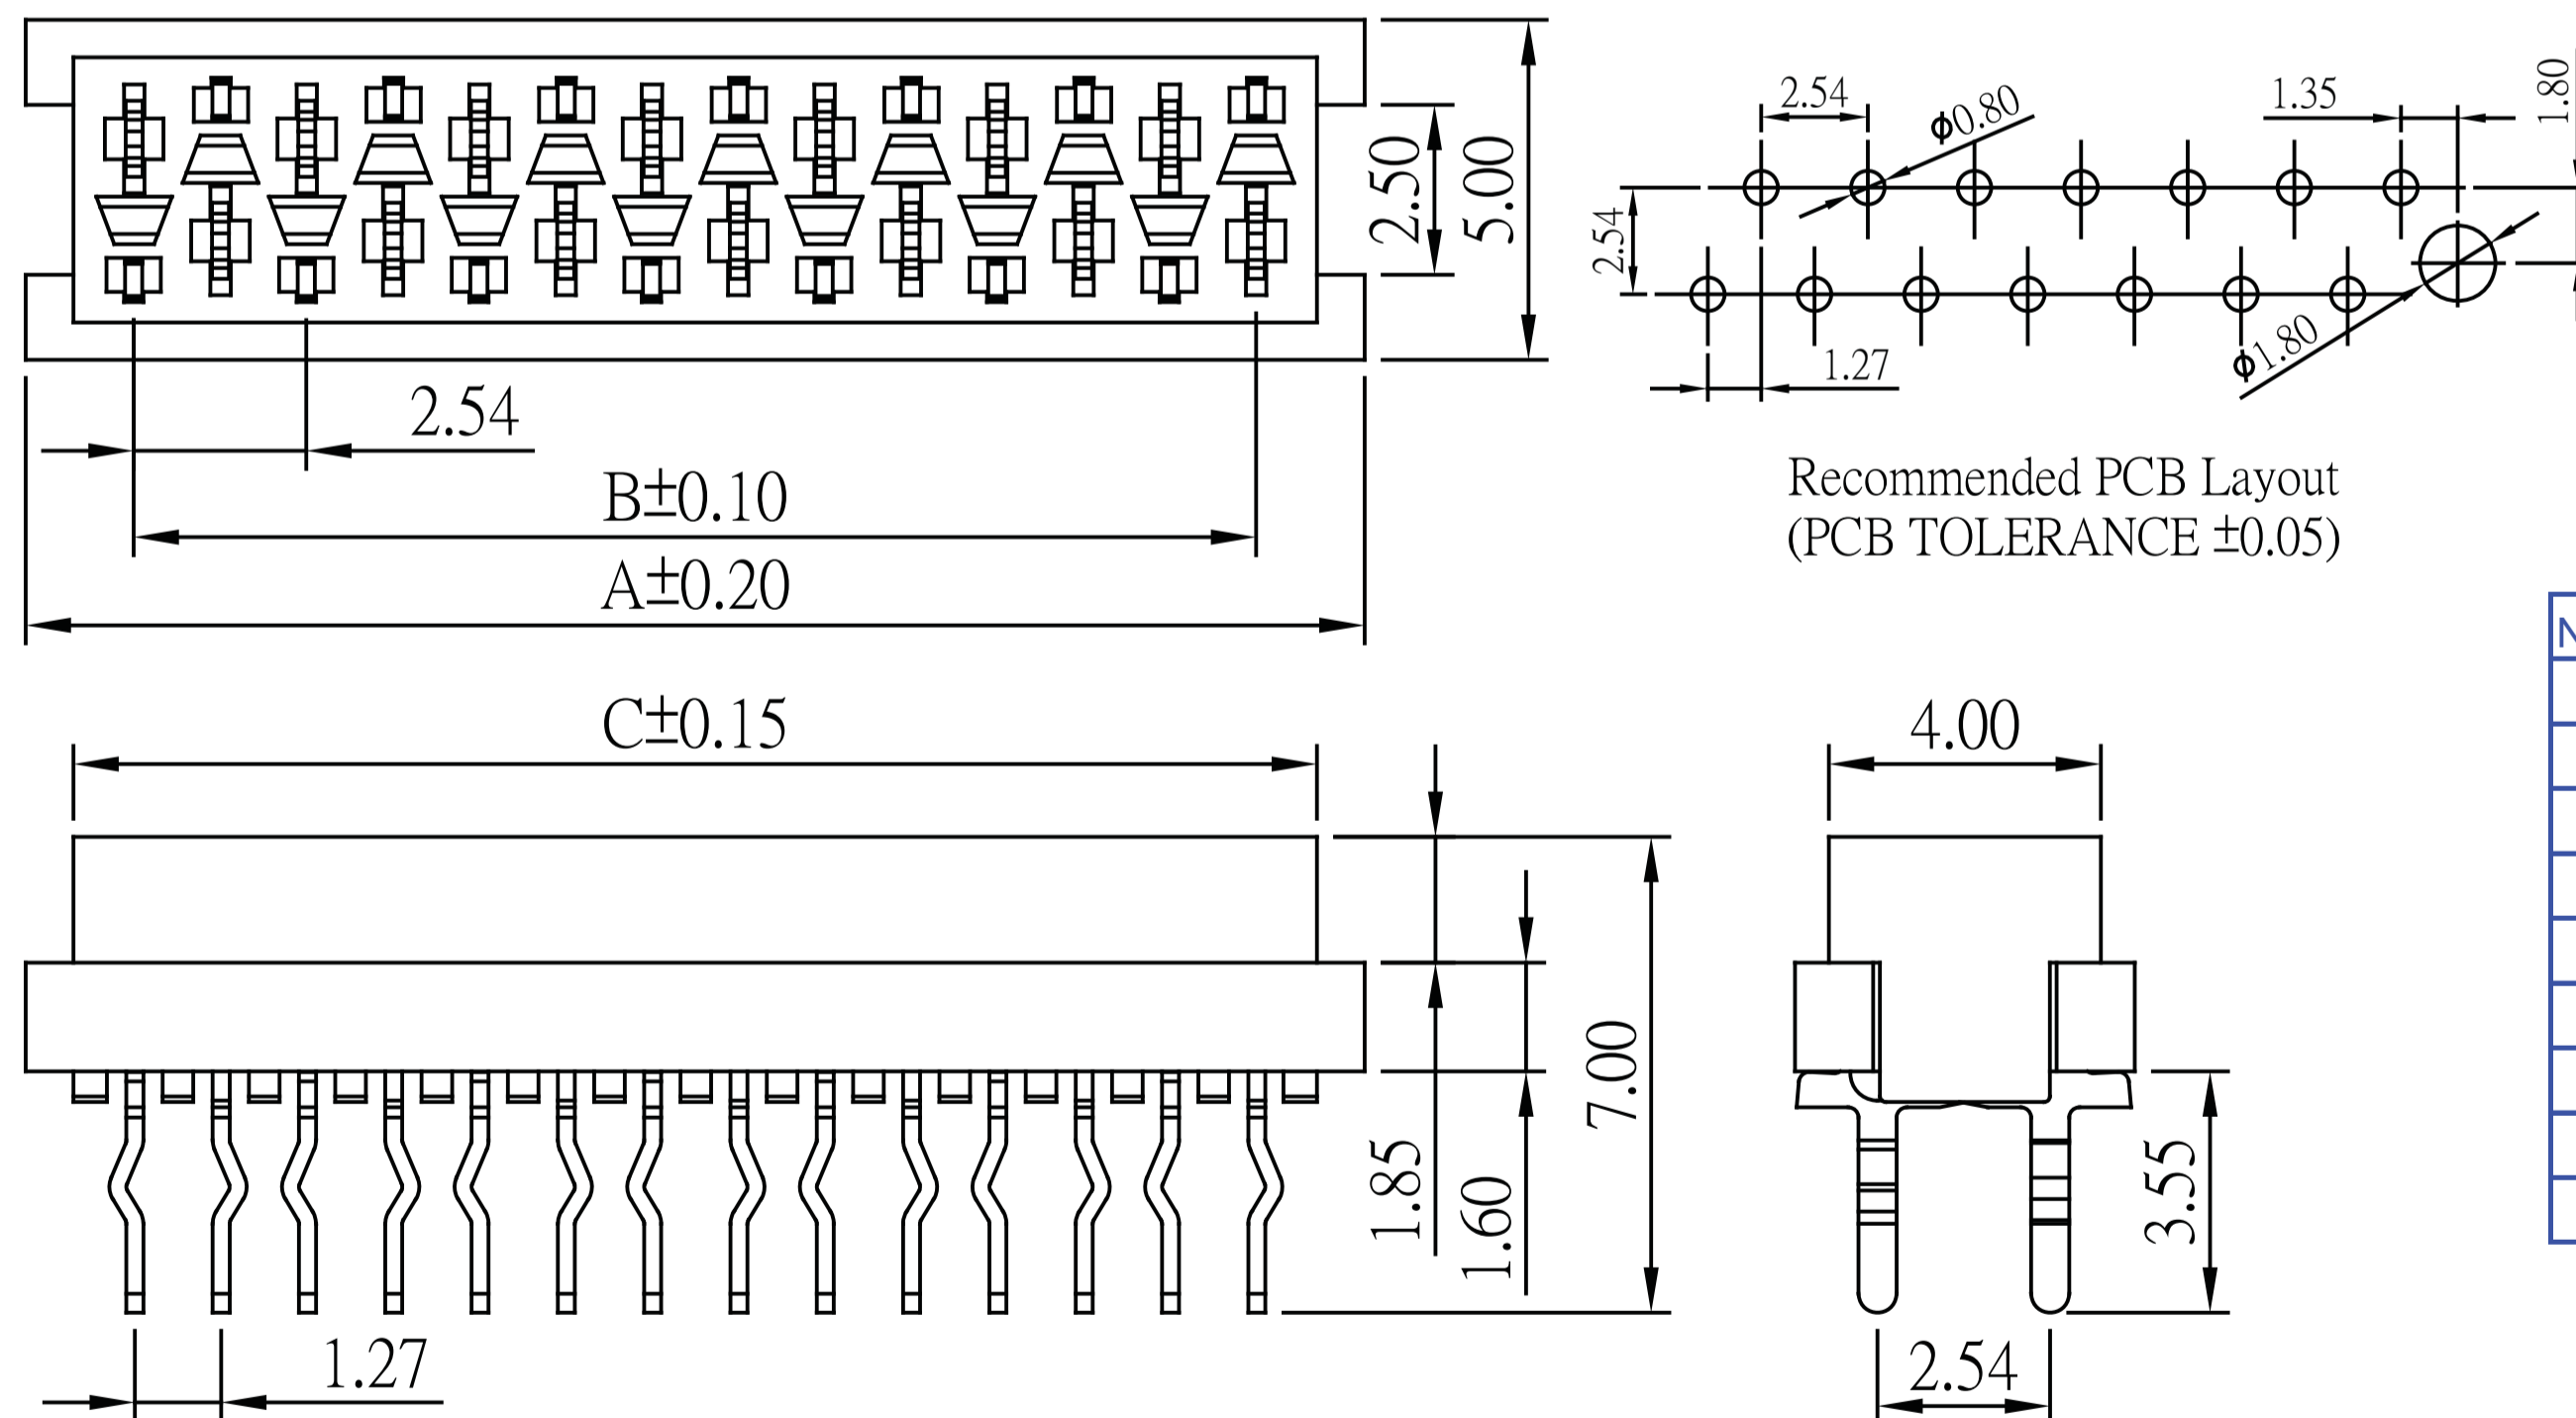 2.50
5.00
2.54
B±0.10
A±0.20
2.54
ϕ0.80
1.35
1.80
2.54
1.27
ϕ1.80
Recommended PCB Layout
(PCB TOLERANCE ±0.05)
C±0.15
1.85
1.60
7.00
1.27
4.00
3.55
2.54